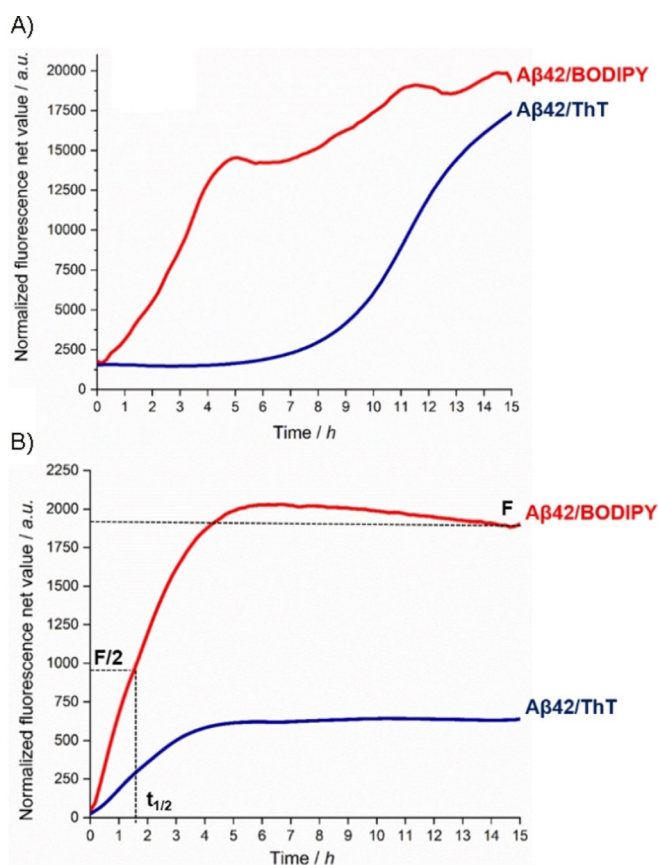 A)
Normalized fluorescence net value / a.u.
20000
17500
15000
12500
10000
7500
5000
2500
0
0 1 2 3 4 5 6 7 8 9 10 11 12 13 14 15
Time / h
Aβ42/BODIPY
Aβ42/ThT
B)
Normalized fluorescence net value / a.u.
2250
2000
1750
1500
1250
1000
750
500
250
0
0 1 2 3 4 5 6 7 8 9 10 11 12 13 14 15
Time / h
F
Aβ42/BODIPY
F/2
Aβ42/ThT
t1/2